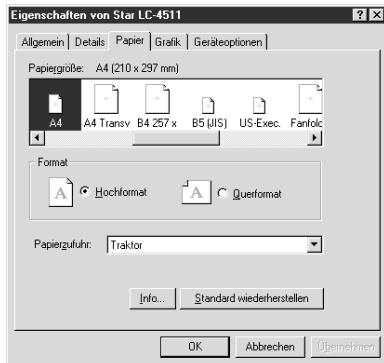 Eigenschaften von Star LC-4511
Allgemein Details Papier Grafik Geräteoptionen
Papiergröße: A4 (210 x 297 mm)
A4 A4 Transv B4 257 x B5 (JIS) US-Exec. Fanfold
Format
A Hochformat A Querformat
Papierzufuhr: Traktor
Info... Standard wiederherstellen
OK Abbrechen Übernehmen